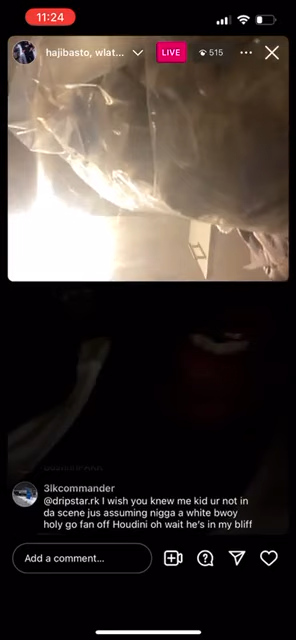 11:24
hajibasto, wlat...
LIVE
515
3lkcommander
@dripstar.rk I wish you knew me kid ur not in
da scene jus assuming nigga a white bwoy
holy go fan off Houdini oh wait he's in my bliff
Add a comment...